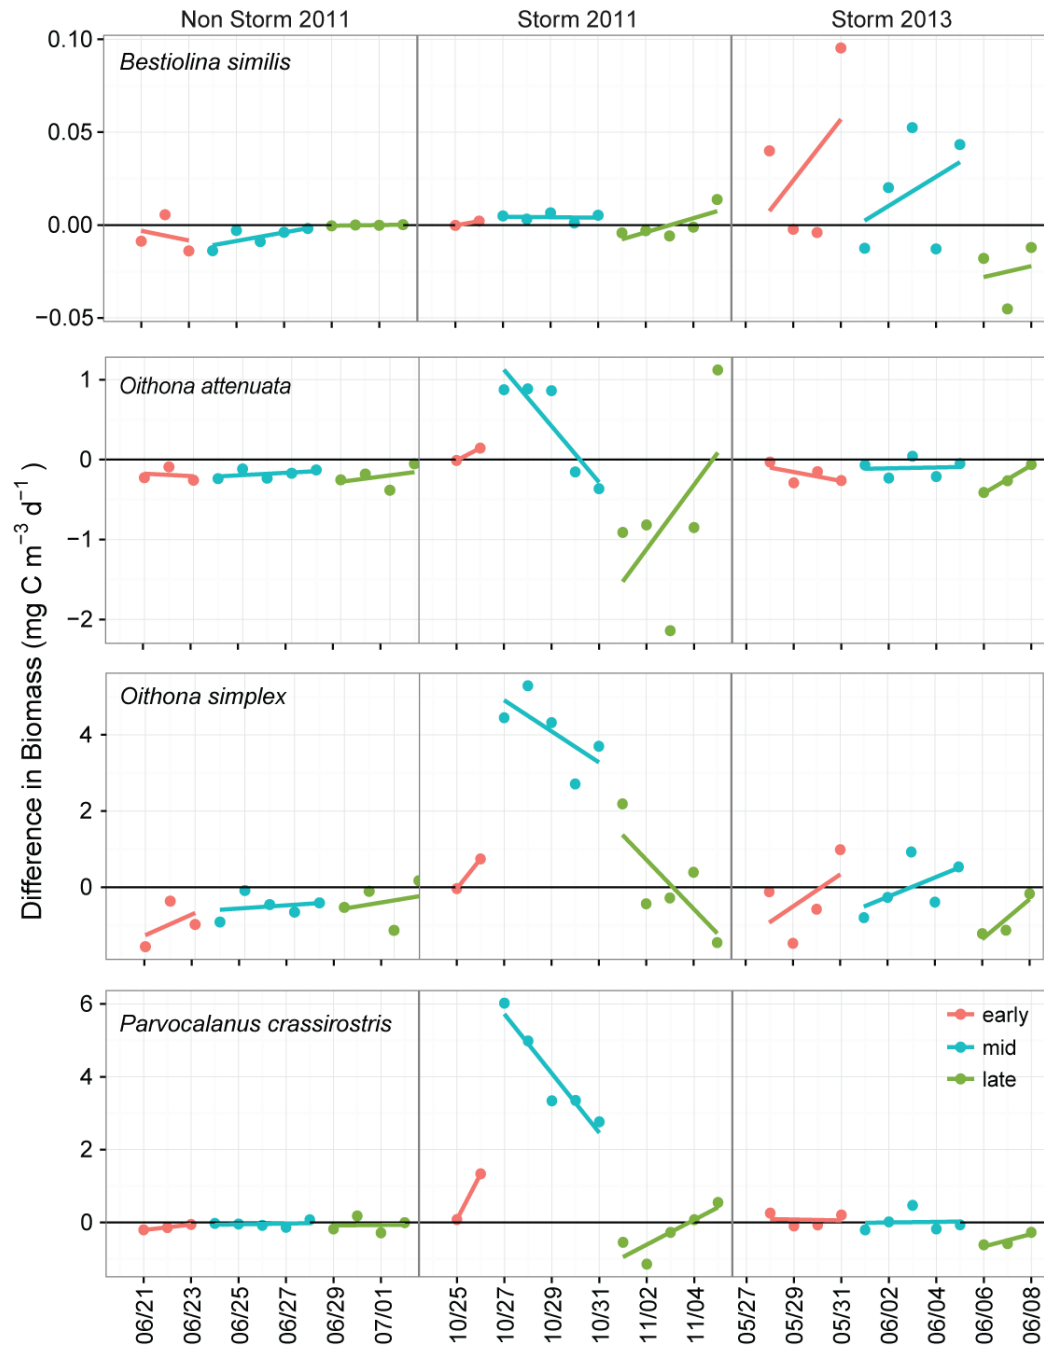 Non Storm 2011 Storm 2011 Storm 2013
Difference in Biomass (mg C m⁻³ d⁻¹ )
Bestiolina similis
0.10
0.05
0.00
−0.05
Oithona attenuata
1
0
−1
−2
Oithona simplex
4
2
0
Parvocalanus crassirostris
6
4
2
0
early
mid
late
06/21 06/23 06/25 06/27 06/29 07/01 10/25 10/27 10/29 10/31 11/02 11/04 05/27 05/29 05/31 06/02 06/04 06/06 06/08